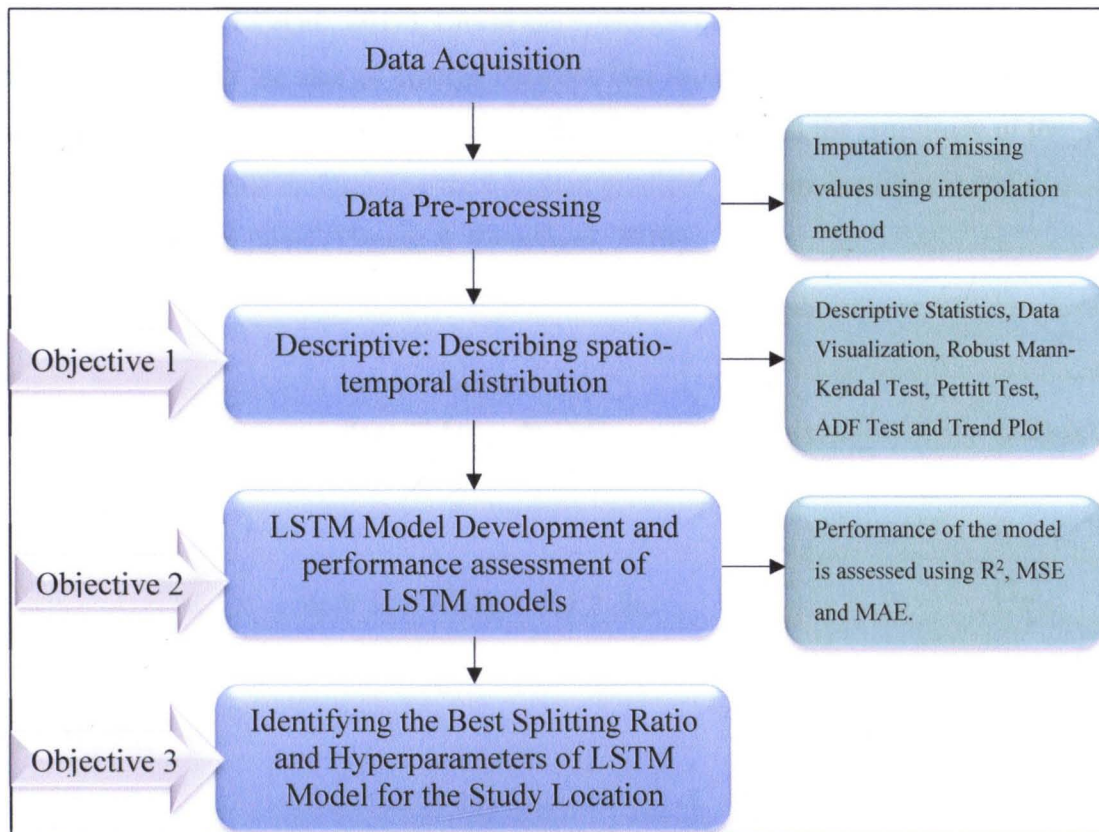 Data Acquisition
Data Pre-processing
Imputation of missing
values using interpolation
method
Objective 1
Descriptive: Describing spatio-
temporal distribution
Descriptive Statistics, Data
Visualization, Robust Mann-
Kendal Test, Pettitt Test,
ADF Test and Trend Plot
Objective 2
LSTM Model Development and
performance assessment of
LSTM models
Performance of the model
is assessed using R², MSE
and MAE.
Objective 3
Identifying the Best Splitting Ratio
and Hyperparameters of LSTM
Model for the Study Location